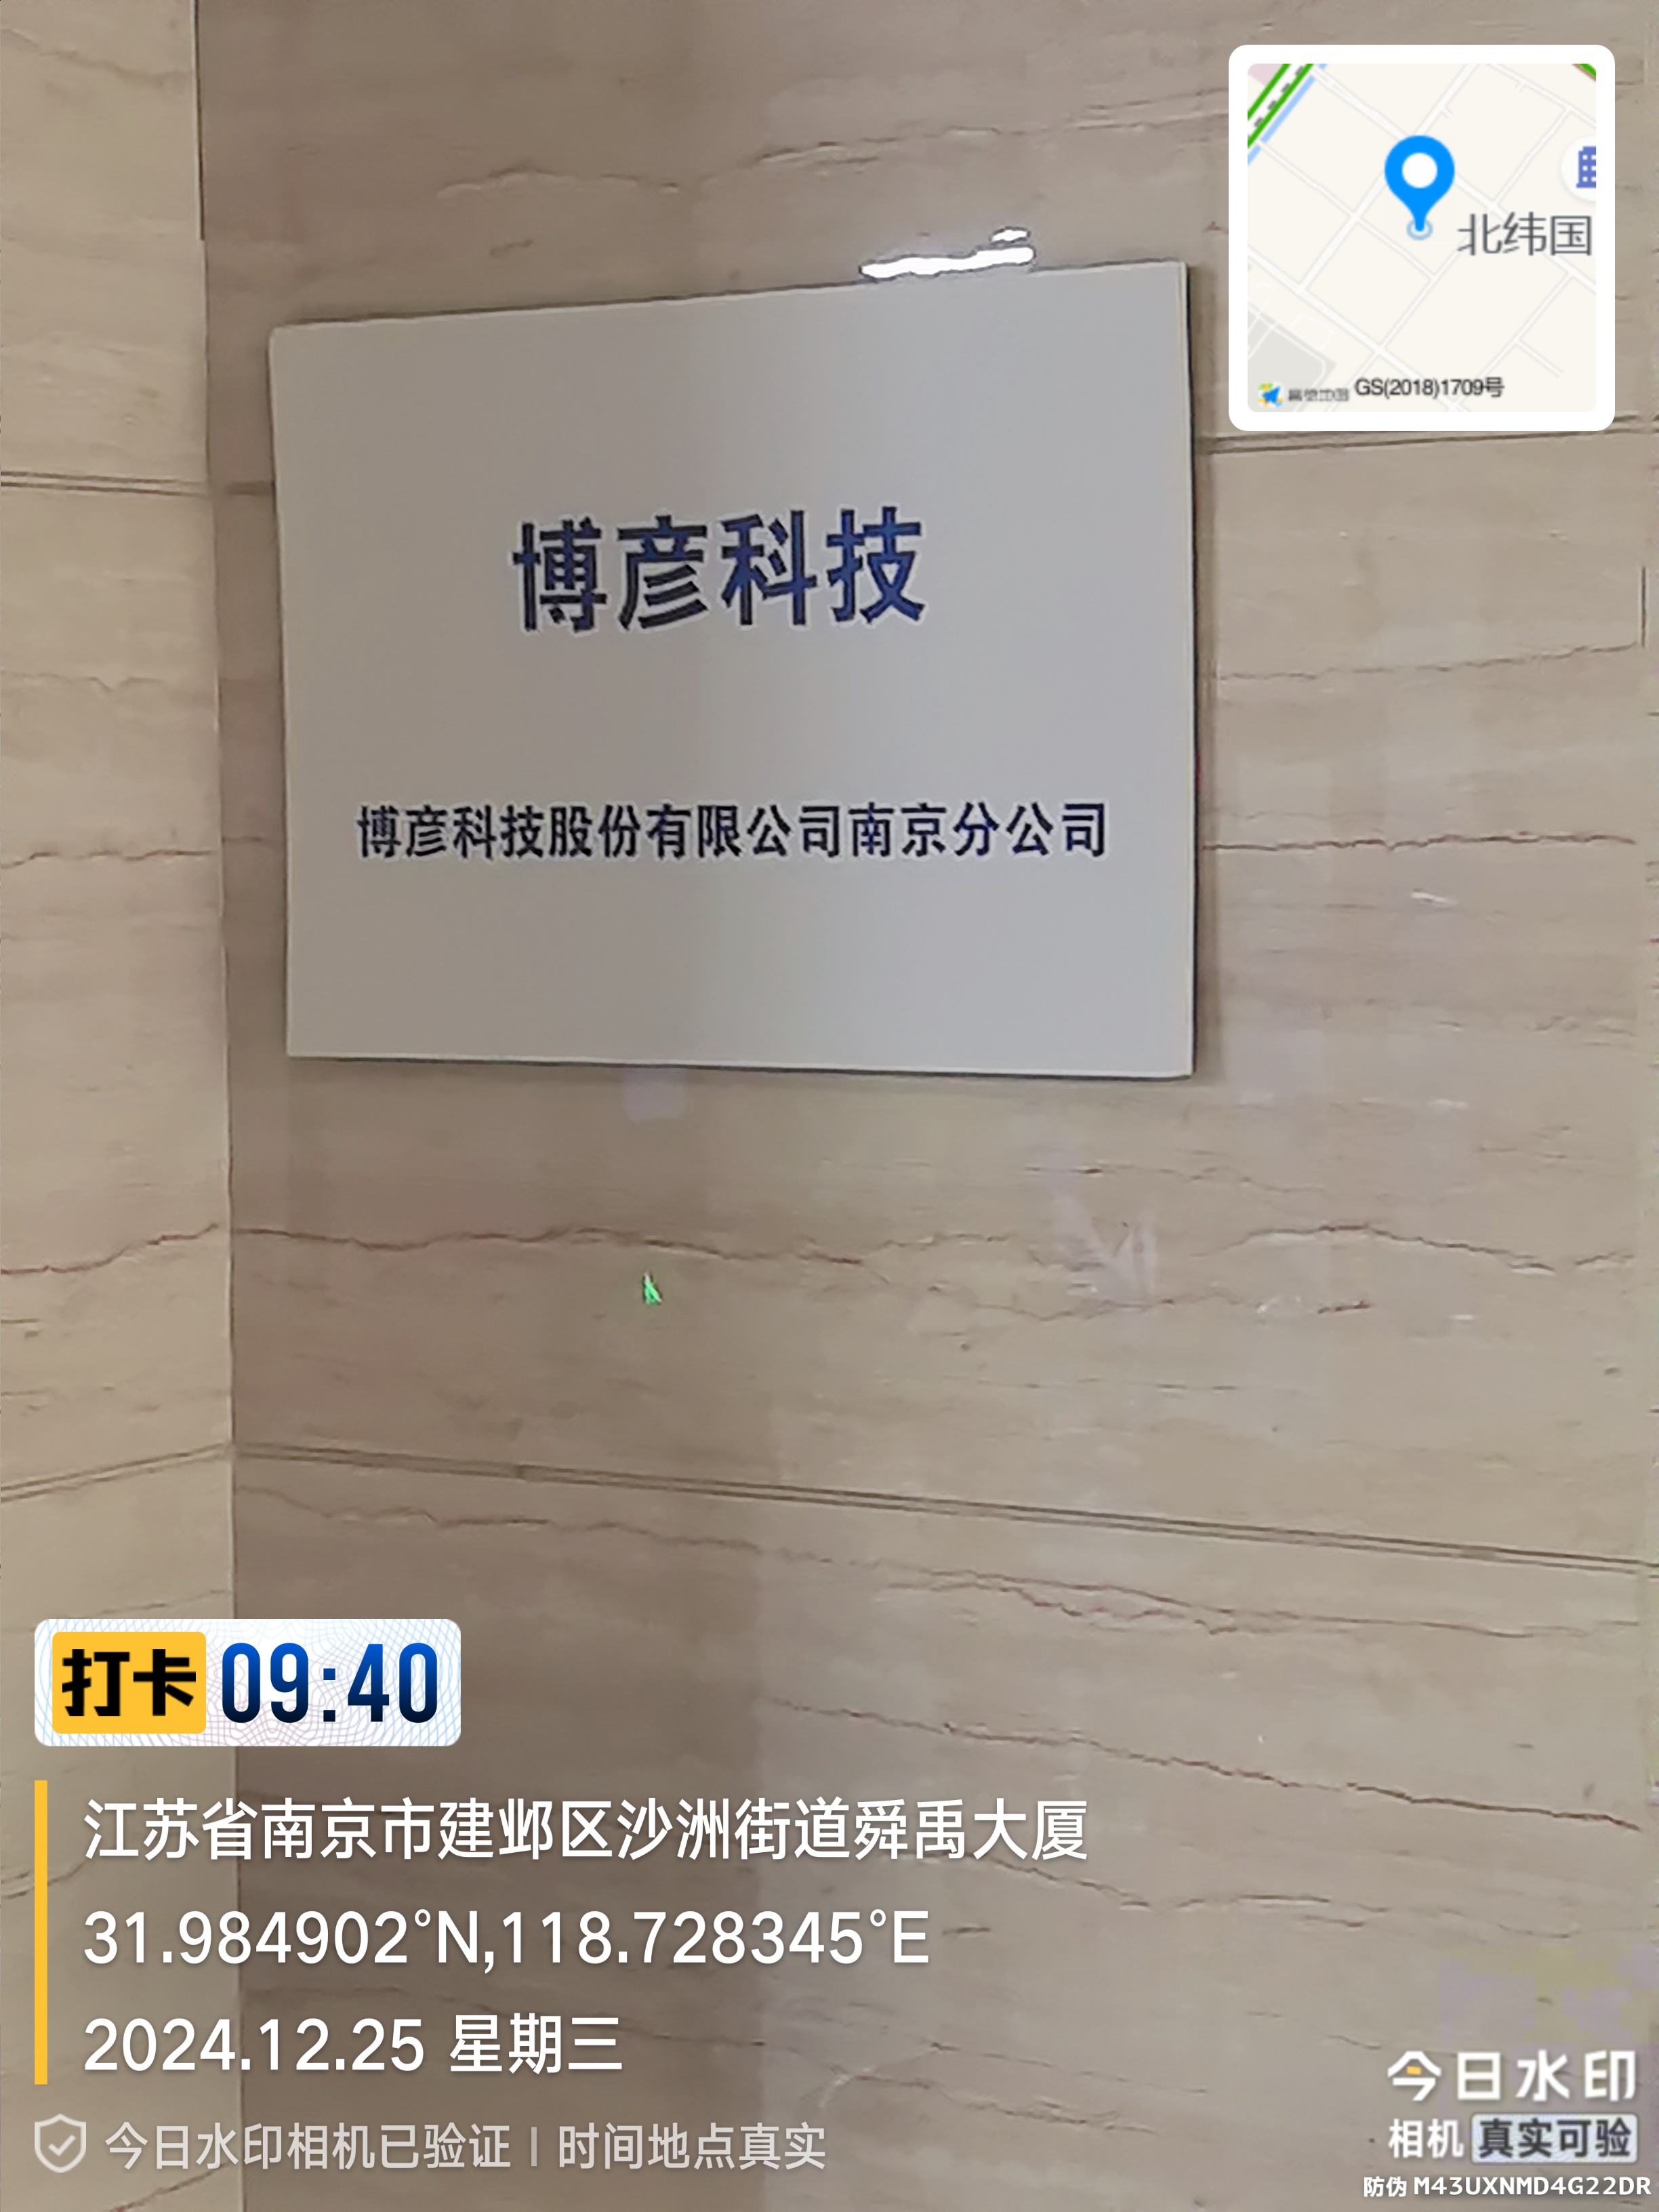 北纬国
高德地图 GS(2018)1709号
博彦科技
博彦科技股份有限公司南京分公司
打卡 09:40
江苏省南京市建邺区沙洲街道舜禹大厦
31.984902°N,118.728345°E
2024.12.25 星期三
今日水印相机已验证 | 时间地点真实
今日水印
相机 真实可验
防伪 M43UXNMD4G22DR